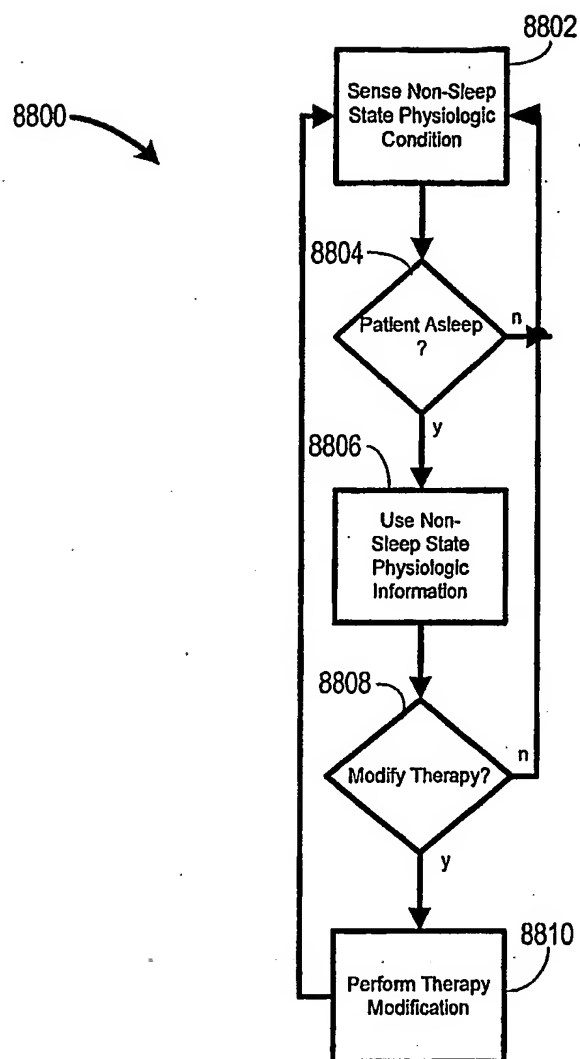 8802
8800
Sense Non-Sleep
State Physiologic
Condition
8804
Patient Asleep
?
n
y
8806
Use Non-
Sleep State
Physiologic
Information
8808
Modify Therapy?
n
y
8810
Perform Therapy
Modification